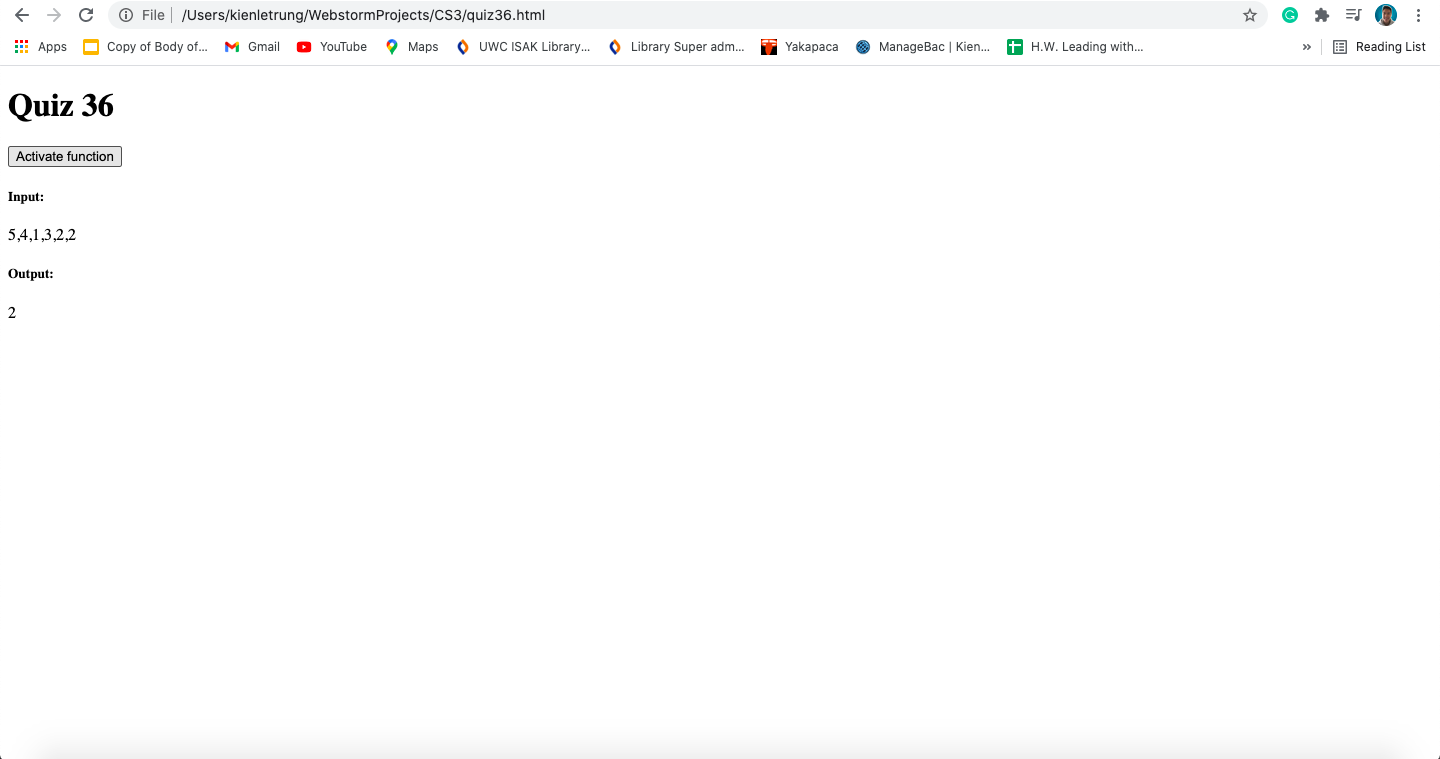 File | /Users/kienletrung/WebstormProjects/CS3/quiz36.html
Apps Copy of Body of... Gmail YouTube Maps UWC ISAK Library... Library Super adm... Yakapaca ManageBac | Kien... H.W. Leading with... » Reading List
Quiz 36
Activate function
Input:
5,4,1,3,2,2
Output:
2